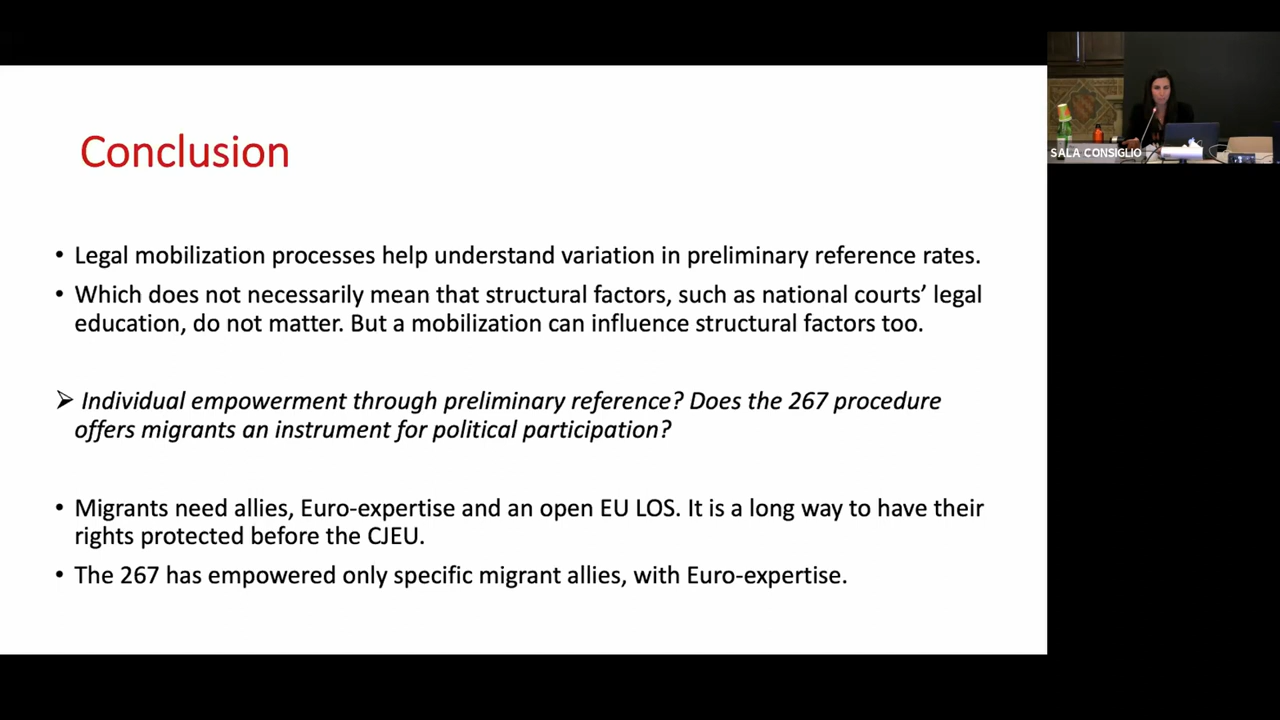 Conclusion
• Legal mobilization processes help understand variation in preliminary reference rates.
• Which does not necessarily mean that structural factors, such as national courts’ legal
education, do not matter. But a mobilization can influence structural factors too.
➢ Individual empowerment through preliminary reference? Does the 267 procedure
offers migrants an instrument for political participation?
• Migrants need allies, Euro-expertise and an open EU LOS. It is a long way to have their
rights protected before the CJEU.
• The 267 has empowered only specific migrant allies, with Euro-expertise.
SALA CONSIGLIO